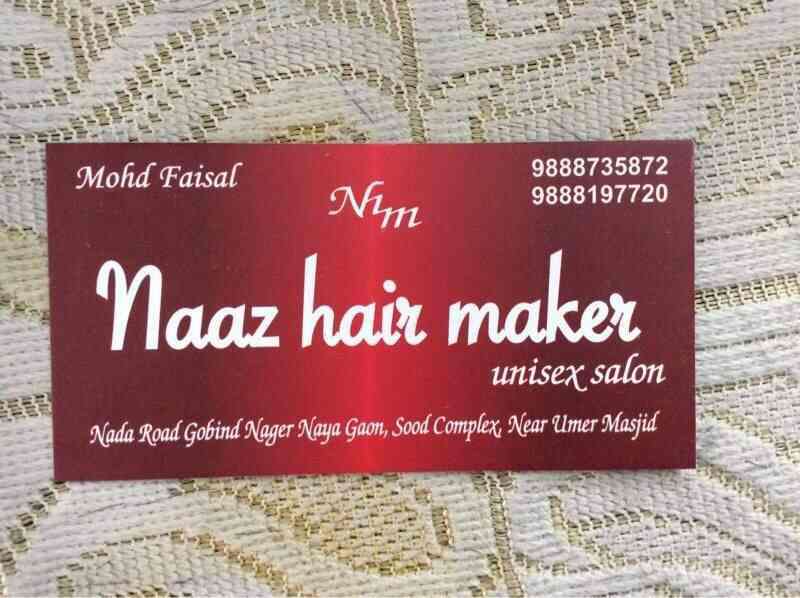 Mohd Faisal
Nhm
9888735872
9888197720
Naaz hair maker
unisex salon
Nada Road Gobind Nager Naya Gaon, Sood Complex, Near Umer Masjid